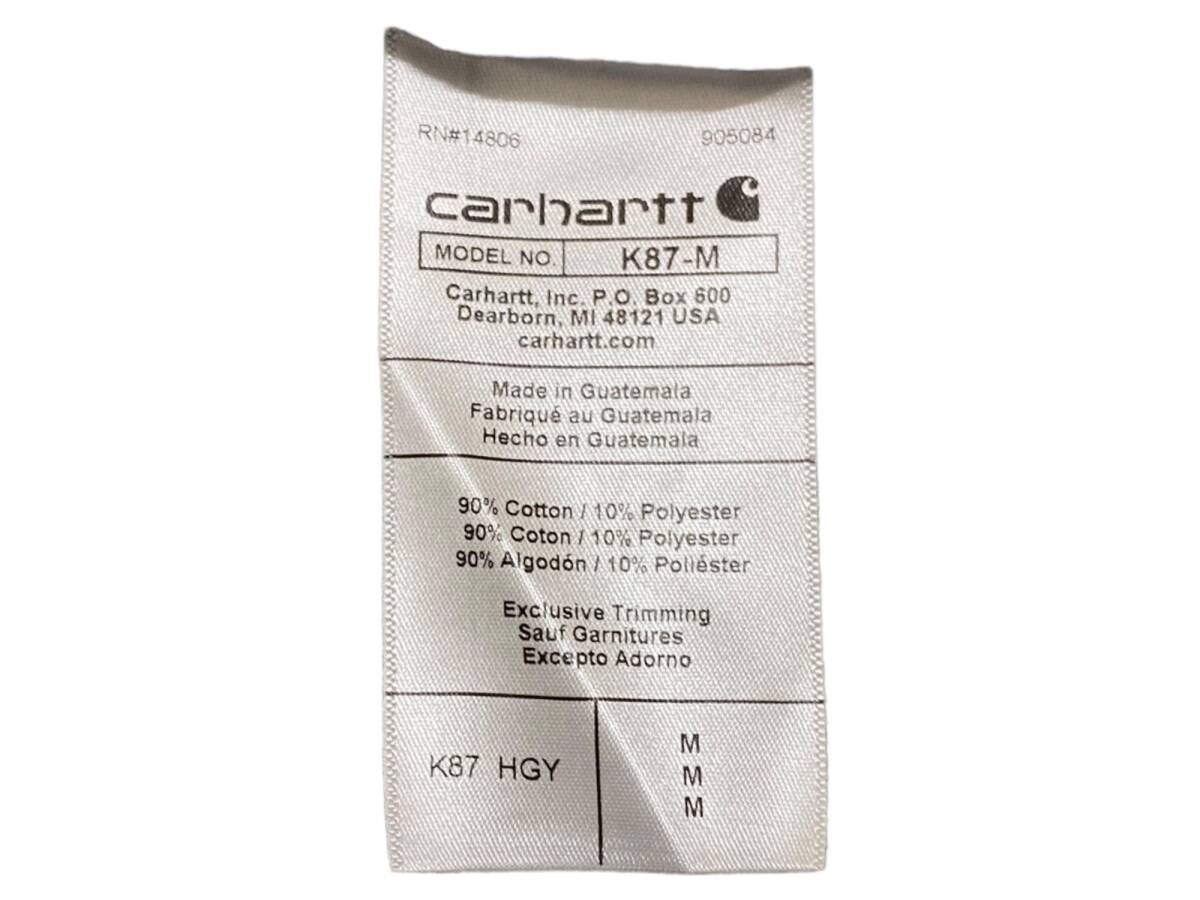 RN#14806 905084
carhartt
MODEL NO. K87-M
Carhartt, Inc. P.O. Box 600
Dearborn, MI 48121 USA
carhartt.com
Made in Guatemala
Fabriqué au Guatemala
Hecho en Guatemala
90% Cotton / 10% Polyester
90% Coton / 10% Polyester
90% Algodón / 10% Poliéster
Exclusive Trimming
Sauf Garnitures
Excepto Adorno
K87 HGY
M
M
M